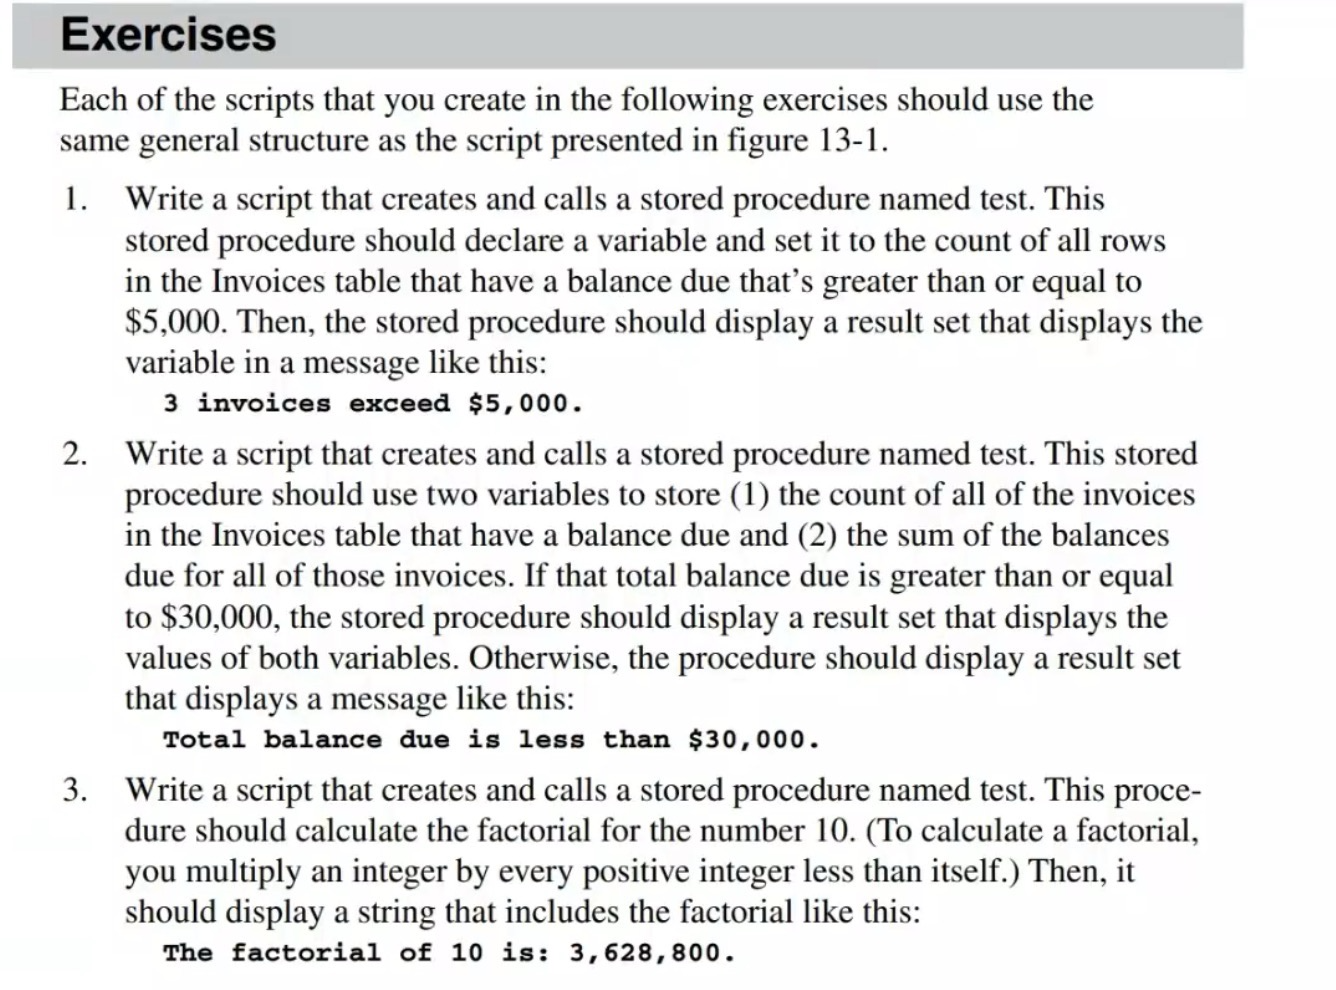 Exercises
Each of the scripts that you create in the following exercises should use the
same general structure as the script presented in figure 13-1.
1. Write a script that creates and calls a stored procedure named test. This
stored procedure should declare a variable and set it to the count of all rows
in the Invoices table that have a balance due that's greater than or equal to
$5,000. Then, the stored procedure should display a result set that displays the
variable in a message like this:
3 invoices exceed $5,000.
2. Write a script that creates and calls a stored procedure named test. This stored
procedure should use two variables to store (1) the count of all of the invoices
in the Invoices table that have a balance due and (2) the sum of the balances
due for all of those invoices. If that total balance due is greater than or equal
to $30,000, the stored procedure should display a result set that displays the
values of both variables. Otherwise, the procedure should display a result set
that displays a message like this:
Total balance due is less than $30,000.
3. Write a script that creates and calls a stored procedure named test. This proce-
dure should calculate the factorial for the number 10. (To calculate a factorial,
you multiply an integer by every positive integer less than itself.) Then, it
should display a string that includes the factorial like this:
The factorial of 10 is: 3,628,800.